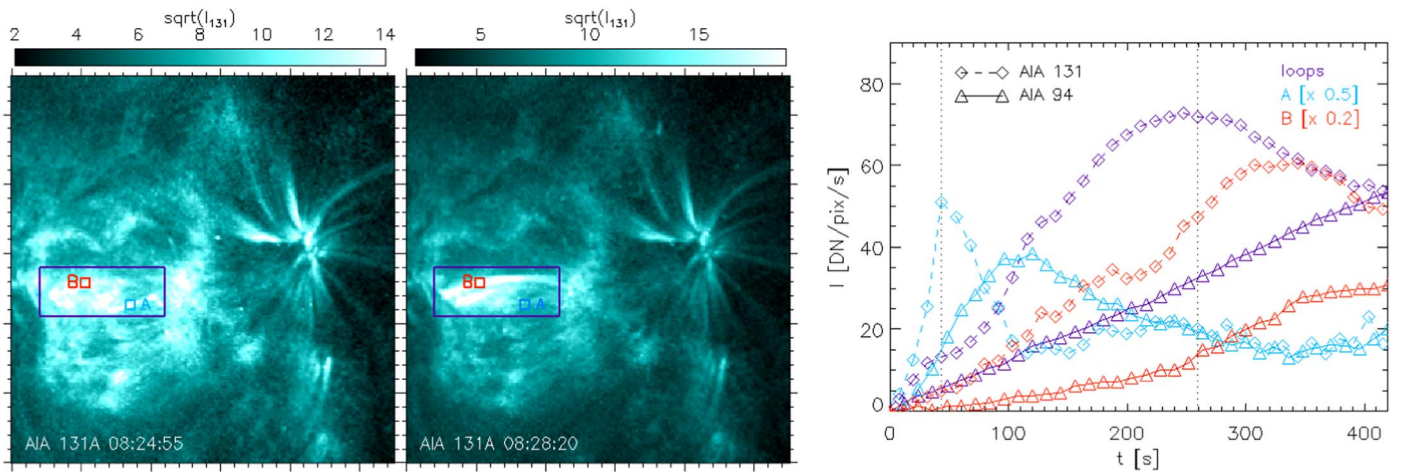 sqrt(I131)
2 4 6 8 10 12 14
sqrt(I131)
5 10 15
B
A
B
A
AIA 131A 08:24:55
AIA 131A 08:28:20
I [DN/pix/s]
80
60
40
20
0
AIA 131
AIA 94
loops
A [x 0.5]
B [x 0.2]
0 100 200 300 400
t [s]